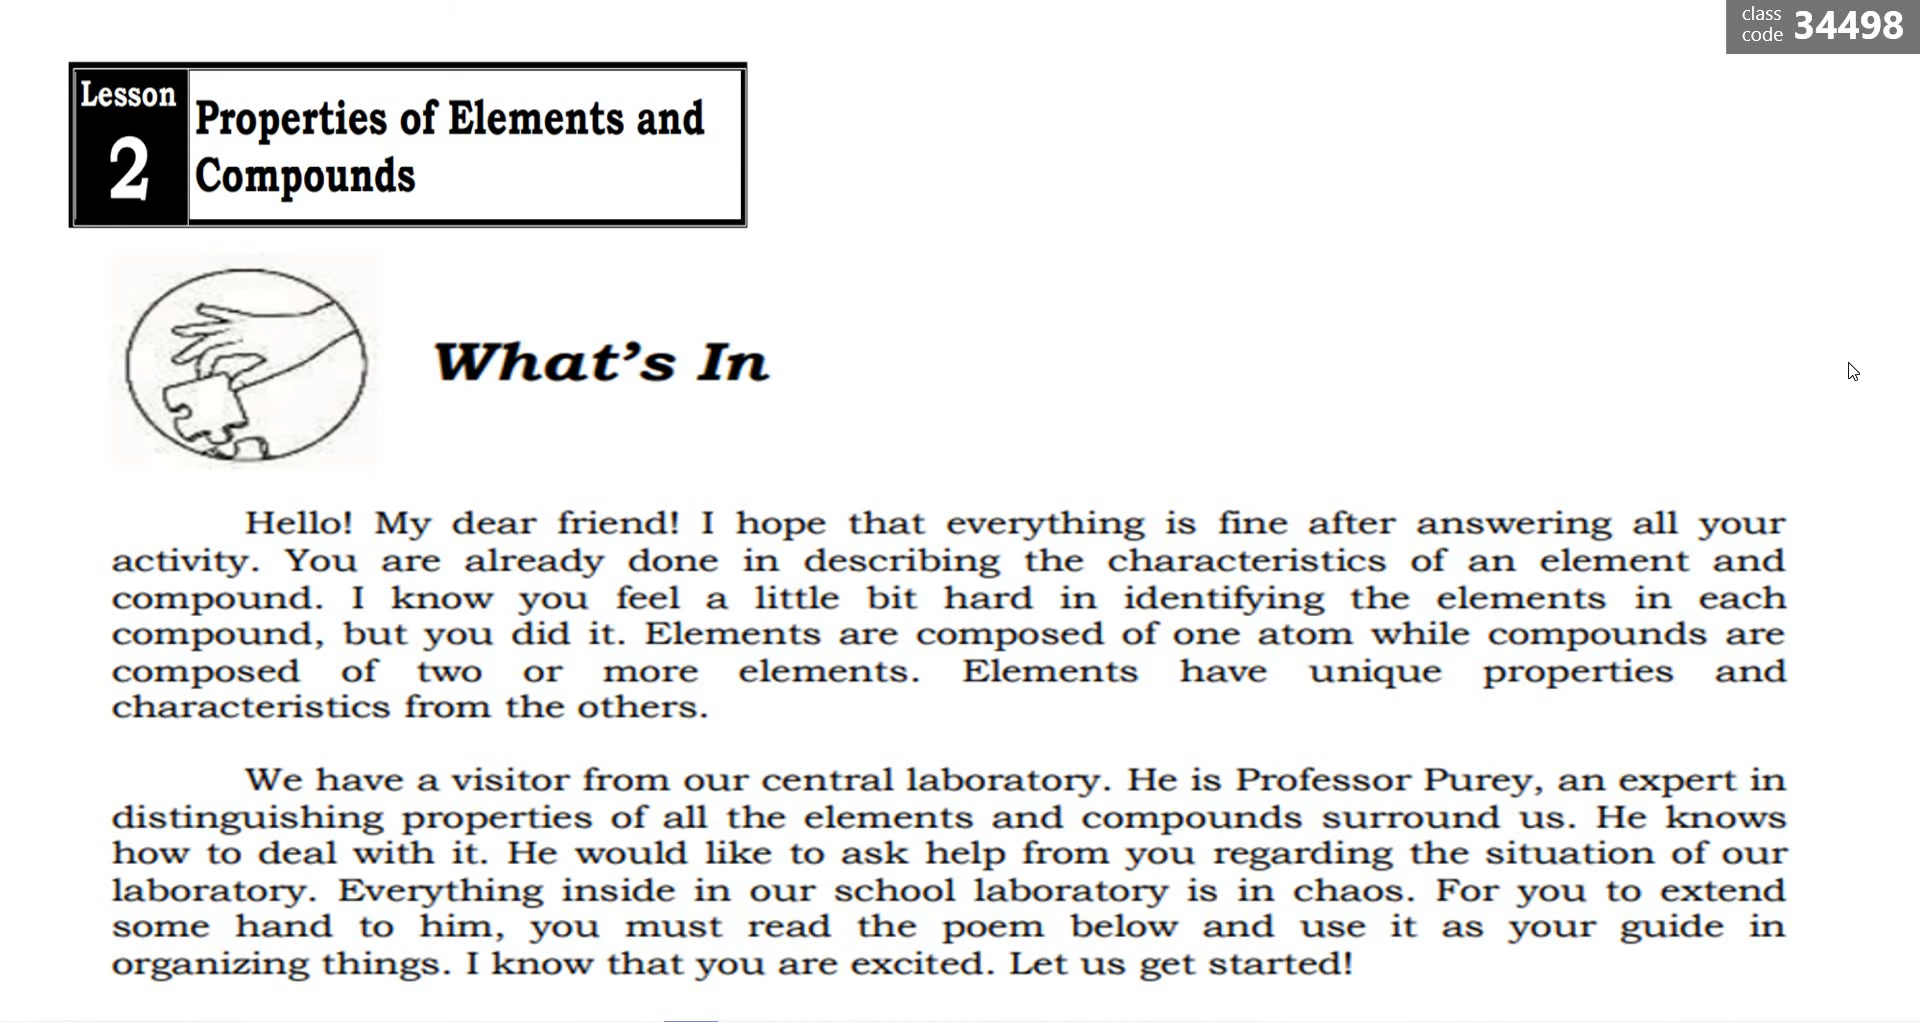 class
code 34498
Lesson
2
Properties of Elements and
Compounds
What's In
Hello! My dear friend! I hope that everything is fine after answering all your
activity. You are already done in describing the characteristics of an element and
compound. I know you feel a little bit hard in identifying the elements in each
compound, but you did it. Elements are composed of one atom while compounds are
composed of two or more elements. Elements have unique properties and
characteristics from the others.
We have a visitor from our central laboratory. He is Professor Purey, an expert in
distinguishing properties of all the elements and compounds surround us. He knows
how to deal with it. He would like to ask help from you regarding the situation of our
laboratory. Everything inside in our school laboratory is in chaos. For you to extend
some hand to him, you must read the poem below and use it as your guide in
organizing things. I know that you are excited. Let us get started!